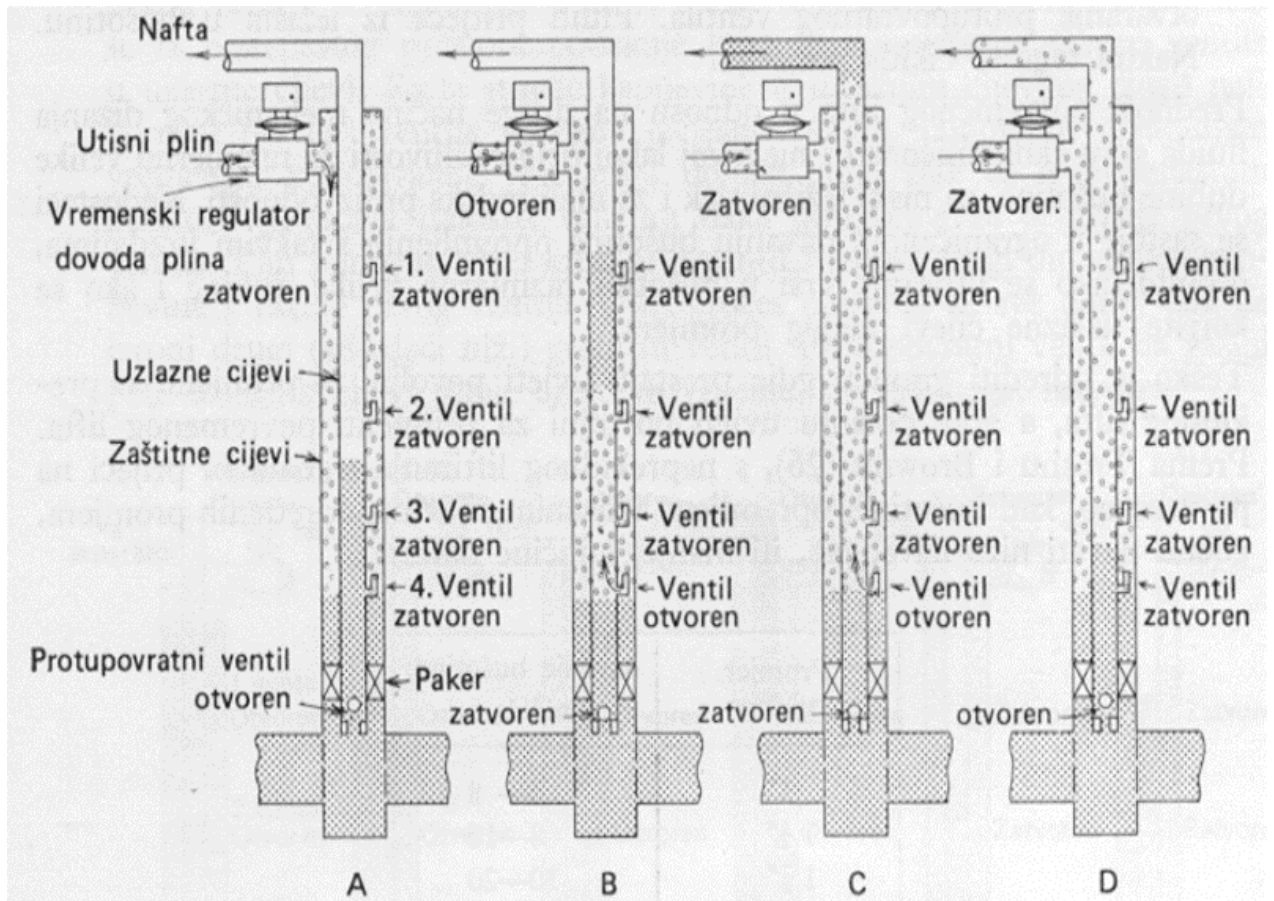 Nafta
Utisni plin
Vremenski regulator
dovoda plina
zatvoren
Uzlazne cijevi
Zaštitne cijevi
Protupovratni ventil
otvoren
1. Ventil
zatvoren
2. Ventil
zatvoren
3. Ventil
zatvoren
4. Ventil
zatvoren
Paker
A
Otvoren
Ventil
zatvoren
Ventil
zatvoren
Ventil
zatvoren
Ventil
otvoren
zatvoren
B
Zatvoren
Ventil
zatvoren
Ventil
zatvoren
Ventil
zatvoren
Ventil
otvoren
zatvoren
C
Zatvoren.
Ventil
zatvoren
Ventil
zatvoren
Ventil
zatvoren
Ventil
zatvoren
otvoren
D